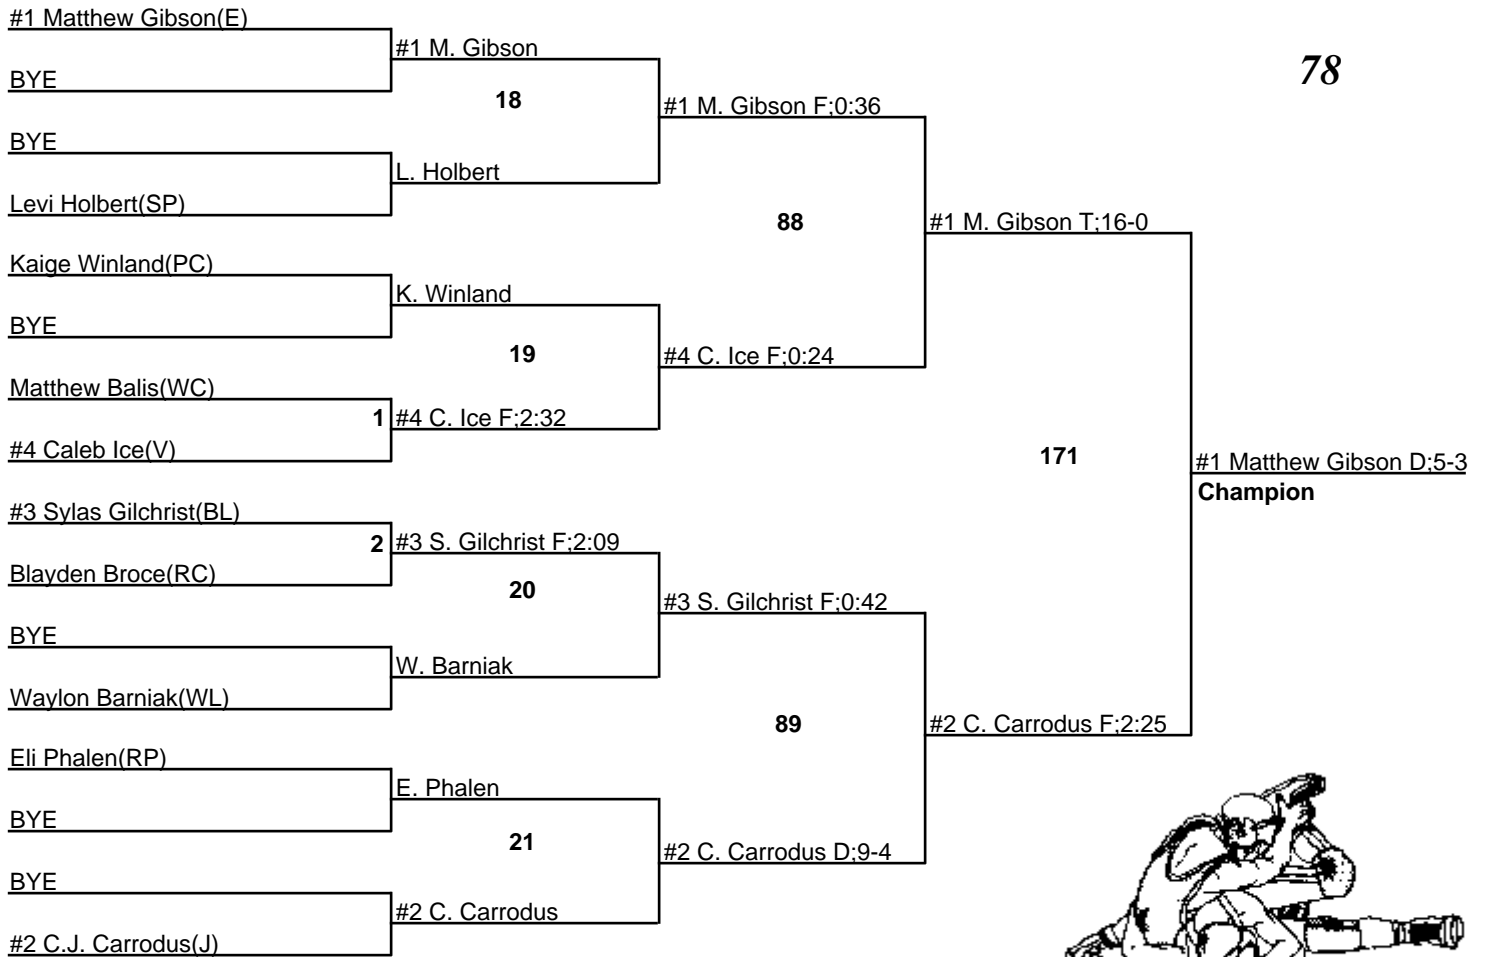 #1 Matthew Gibson(E)
#1 M. Gibson
78
BYE
18
#1 M. Gibson F;0:36
BYE
L. Holbert
Levi Holbert(SP)
88
#1 M. Gibson T;16-0
Kaige Winland(PC)
K. Winland
BYE
19
#4 C. Ice F;0:24
Matthew Balis(WC)
1
#4 C. Ice F;2:32
#4 Caleb Ice(V)
171
#1 Matthew Gibson D;5-3
Champion
#3 Sylas Gilchrist(BL)
2
#3 S. Gilchrist F;2:09
Blayden Broce(RC)
20
#3 S. Gilchrist F;0:42
BYE
W. Barniak
Waylon Barniak(WL)
89
#2 C. Carrodus F;2:25
Eli Phalen(RP)
E. Phalen
BYE
21
#2 C. Carrodus D;9-4
BYE
#2 C. Carrodus
#2 C.J. Carrodus(J)